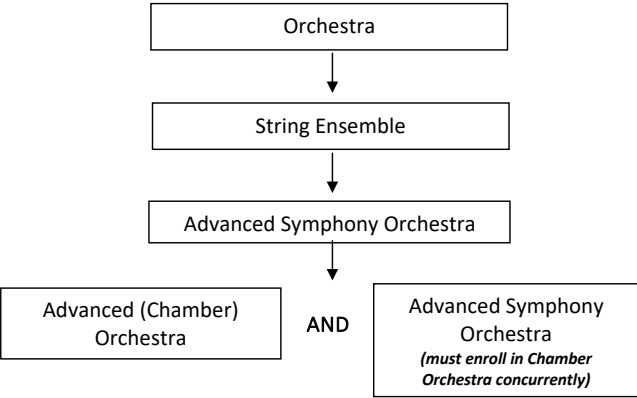 Orchestra
String Ensemble
Advanced Symphony Orchestra
Advanced (Chamber)
Orchestra
AND
Advanced Symphony
Orchestra
(must enroll in Chamber
Orchestra concurrently)